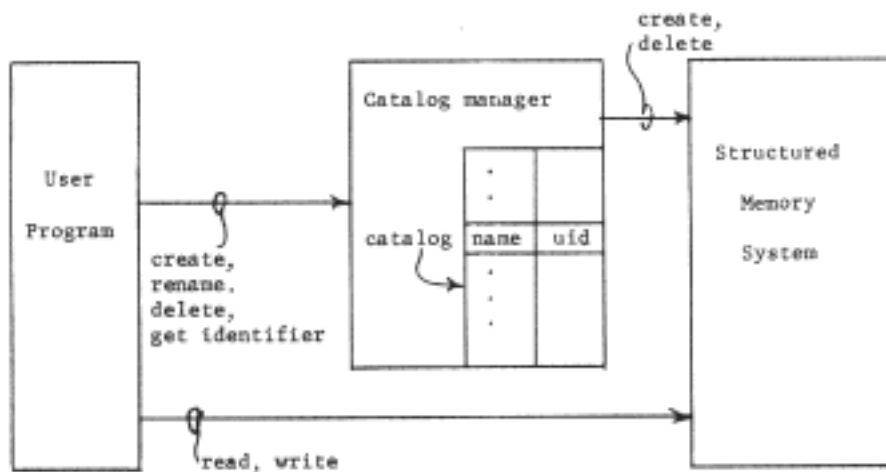 create,
delete
Catalog manager
User
Program
Structured
Memory
System
catalog
name
uid
create,
rename.
delete,
get identifier
read, write